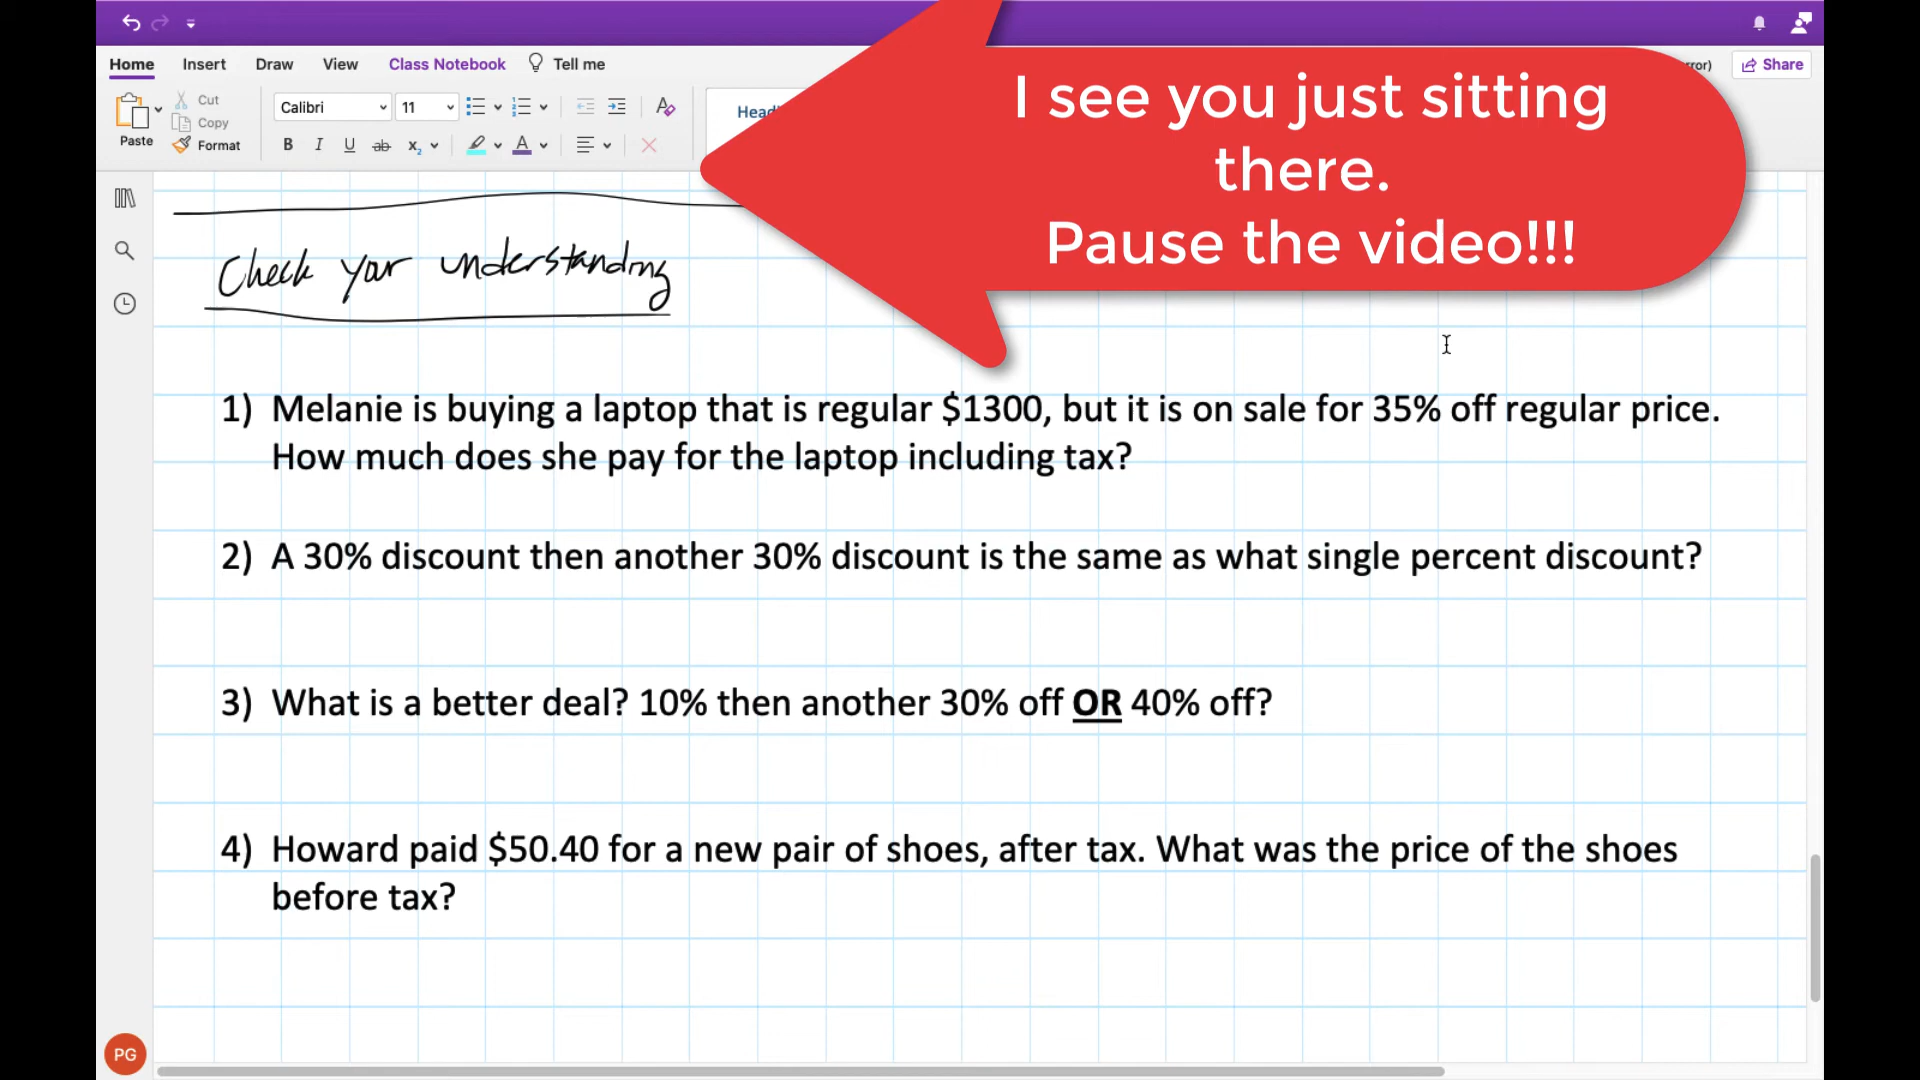 I see you just sitting
there.
Pause the video!!!
rror)
Share
Home Insert Draw View Class Notebook Tell me
Paste
Cut
Copy
Format
Calibri 11
B I U ab x₂ A
Headi
Check your understanding
1) Melanie is buying a laptop that is regular $1300, but it is on sale for 35% off regular price.
How much does she pay for the laptop including tax?
2) A 30% discount then another 30% discount is the same as what single percent discount?
3) What is a better deal? 10% then another 30% off OR 40% off?
4) Howard paid $50.40 for a new pair of shoes, after tax. What was the price of the shoes
before tax?
PG